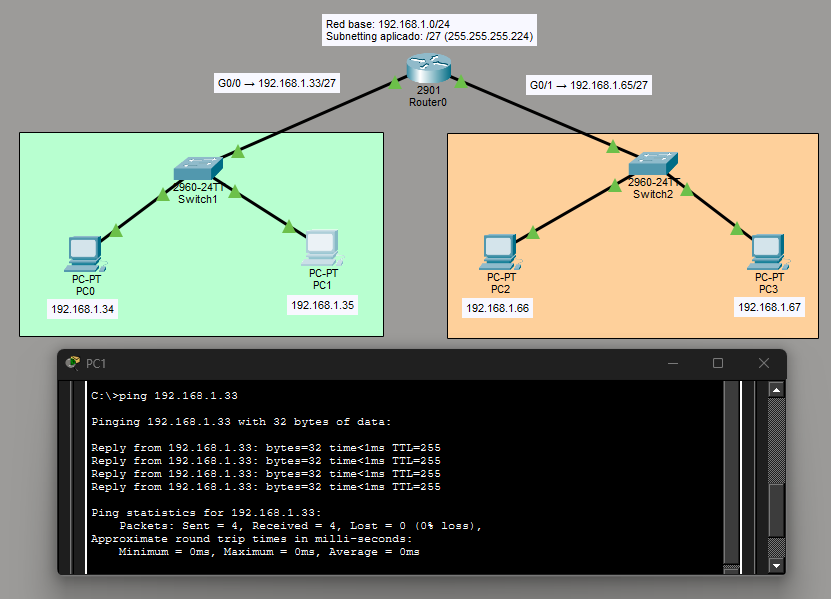 Red base: 192.168.1.0/24
Subnetting aplicado: /27 (255.255.255.224)
G0/0 → 192.168.1.33/27
G0/1 → 192.168.1.65/27
2901
Router0
2960-24TT
Switch1
2960-24TT
Switch2
PC-PT
PC0
192.168.1.34
PC-PT
PC1
192.168.1.35
PC-PT
PC2
192.168.1.66
PC-PT
PC3
192.168.1.67
PC1
C:\>ping 192.168.1.33
Pinging 192.168.1.33 with 32 bytes of data:
Reply from 192.168.1.33: bytes=32 time<1ms TTL=255
Reply from 192.168.1.33: bytes=32 time<1ms TTL=255
Reply from 192.168.1.33: bytes=32 time<1ms TTL=255
Reply from 192.168.1.33: bytes=32 time<1ms TTL=255
Ping statistics for 192.168.1.33:
Packets: Sent = 4, Received = 4, Lost = 0 (0% loss),
Approximate round trip times in milli-seconds:
Minimum = 0ms, Maximum = 0ms, Average = 0ms